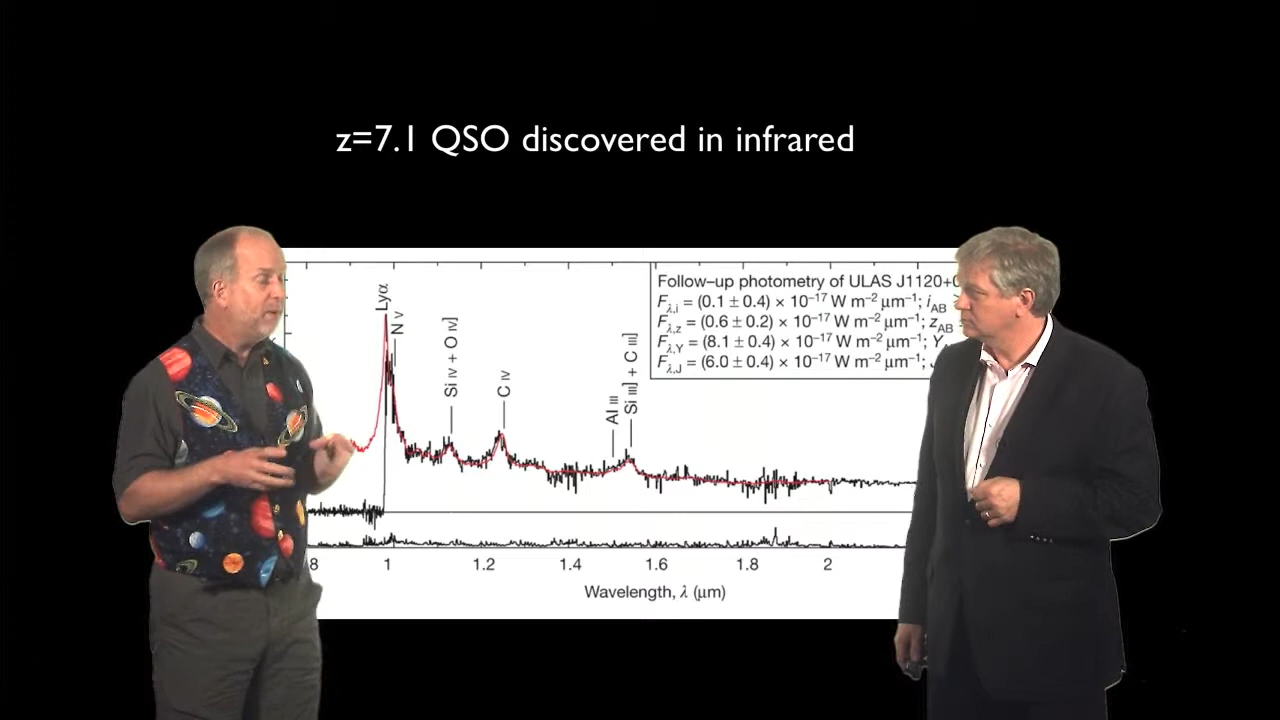 z=7.1 QSO discovered in infrared
Follow–up photometry of ULAS J1120+
Fλ,i = (0.1 ± 0.4) × 10⁻¹⁷ W m⁻² μm⁻¹; iAB
Fλ,z = (0.6 ± 0.2) × 10⁻¹⁷ W m⁻² μm⁻¹; zAB
Fλ,Y = (8.1 ± 0.4) × 10⁻¹⁷ W m⁻² μm⁻¹;
Fλ,J = (6.0 ± 0.4) × 10⁻¹⁷ W m⁻² μm⁻¹;
Lyα
N V
Si IV + O IV]
C IV
Al III
Si III] + C III]
8 1 1.2 1.4 1.6 1.8 2
Wavelength, λ (μm)